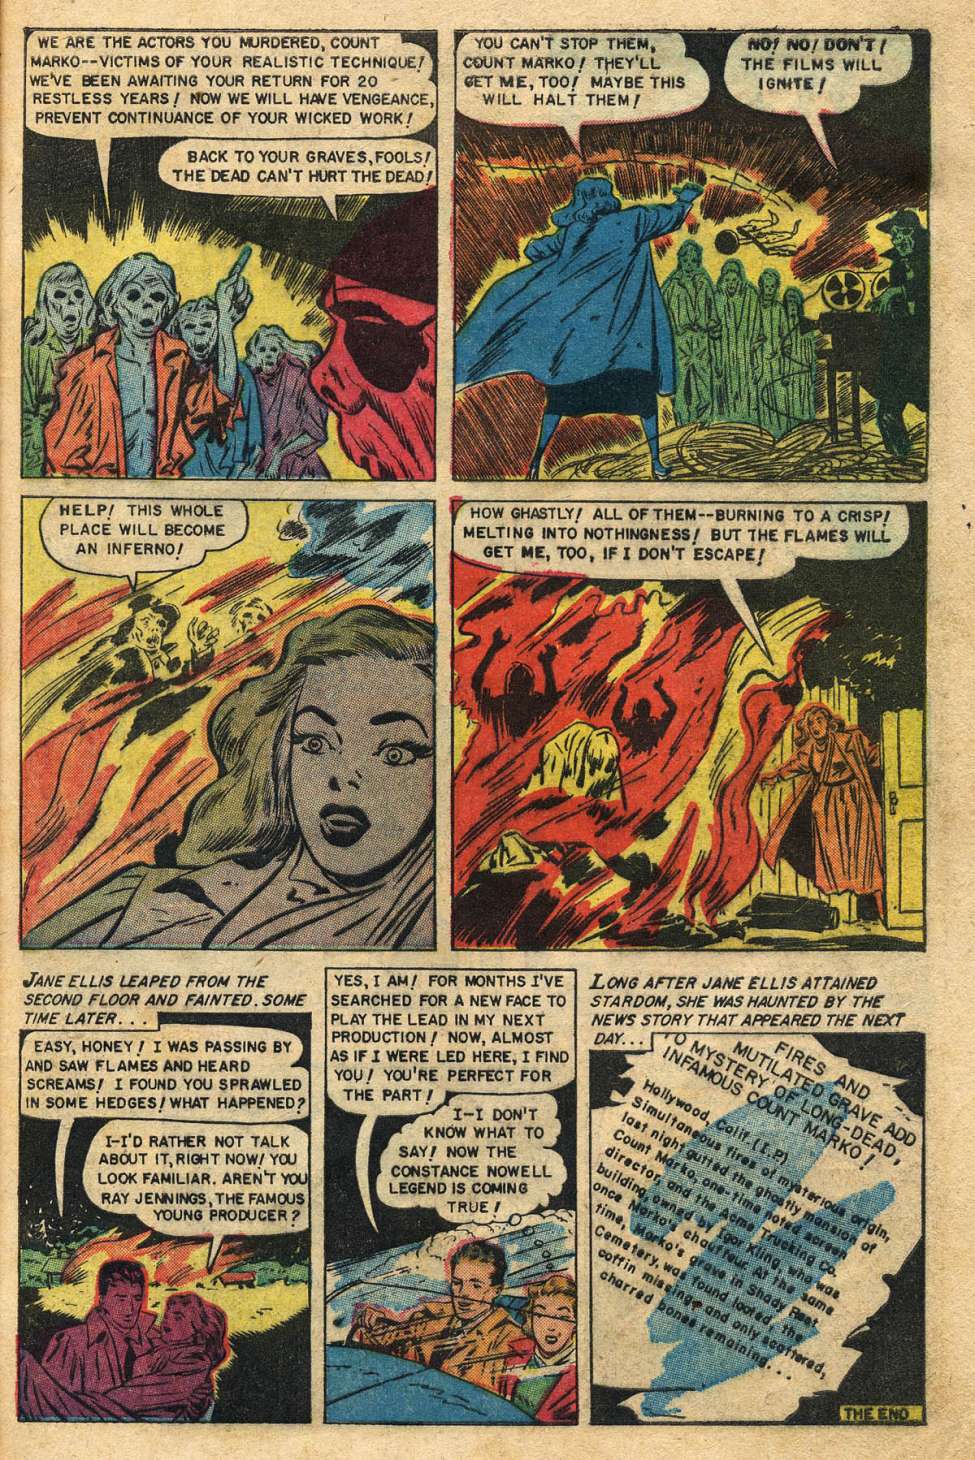 WE ARE THE ACTORS YOU MURDERED, COUNT
MARKO--VICTIMS OF YOUR REALISTIC TECHNIQUE!
WE'VE BEEN AWAITING YOUR RETURN FOR 20
RESTLESS YEARS! NOW WE WILL HAVE VENGEANCE,
PREVENT CONTINUANCE OF YOUR WICKED WORK!
BACK TO YOUR GRAVES, FOOLS!
THE DEAD CAN'T HURT THE DEAD!
YOU CAN'T STOP THEM,
COUNT MARKO! THEY'LL
GET ME, TOO! MAYBE THIS
WILL HALT THEM!
NO! NO! DON'T!
THE FILMS WILL
IGNITE!
HELP! THIS WHOLE
PLACE WILL BECOME
AN INFERNO!
HOW GHASTLY! ALL OF THEM--BURNING TO A CRISP!
MELTING INTO NOTHINGNESS! BUT THE FLAMES WILL
GET ME, TOO, IF I DON'T ESCAPE!
JANE ELLIS LEAPED FROM THE
SECOND FLOOR AND FAINTED. SOME
TIME LATER...
EASY, HONEY! I WAS PASSING BY
AND SAW FLAMES AND HEARD
SCREAMS! I FOUND YOU SPRAWLED
IN SOME HEDGES! WHAT HAPPENED?
I-I'D RATHER NOT TALK
ABOUT IT, RIGHT NOW! YOU
LOOK FAMILIAR. AREN'T YOU
RAY JENNINGS, THE FAMOUS
YOUNG PRODUCER?
YES, I AM! FOR MONTHS I'VE
SEARCHED FOR A NEW FACE TO
PLAY THE LEAD IN MY NEXT
PRODUCTION! NOW, ALMOST
AS IF I WERE LED HERE, I FIND
YOU! YOU'RE PERFECT FOR
THE PART!
I-I DON'T
KNOW WHAT TO
SAY! NOW THE
CONSTANCE NOWELL
LEGEND IS COMING
TRUE!
LONG AFTER JANE ELLIS ATTAINED
STARDOM, SHE WAS HAUNTED BY THE
NEWS STORY THAT APPEARED THE NEXT
DAY...
FIRES AND
MUTILATED GRAVE ADD
TO MYSTERY OF LONG-DEAD,
INFAMOUS COUNT MARKO!
Hollywood, Calif. (I.P.)
Simultaneous fires of mysterious origin,
last night gutted the ghostly mansion of
Count Marko, one-time noted screen
director, and the Acme Trucking Co.
building, owned by Igor Kling, who was
once Marko's chauffeur. At the same
time, Marko's grave in Shady Rest
Cemetery, was found looted, the
coffin missing, and only scattered,
charred bones remaining...
THE END